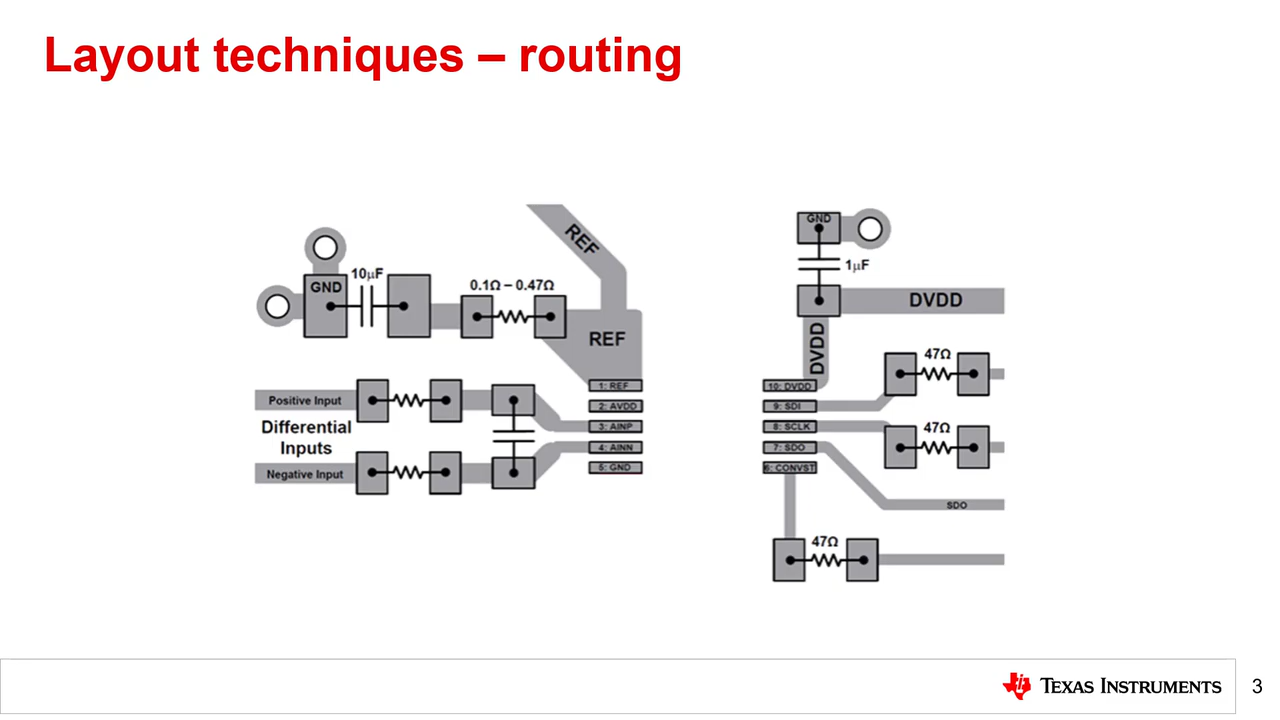 Layout techniques – routing
REF
10µF
GND
0.1Ω – 0.47Ω
REF
1: REF
2: AVDD
3: AINP
4: AINN
5: GND
Positive Input
Differential
Inputs
Negative Input
GND
1µF
DVDD
DVDD
10: DVDD
9: SDI
8: SCLK
7: SDO
6: CONVST
47Ω
47Ω
SDO
47Ω
TEXAS INSTRUMENTS
3